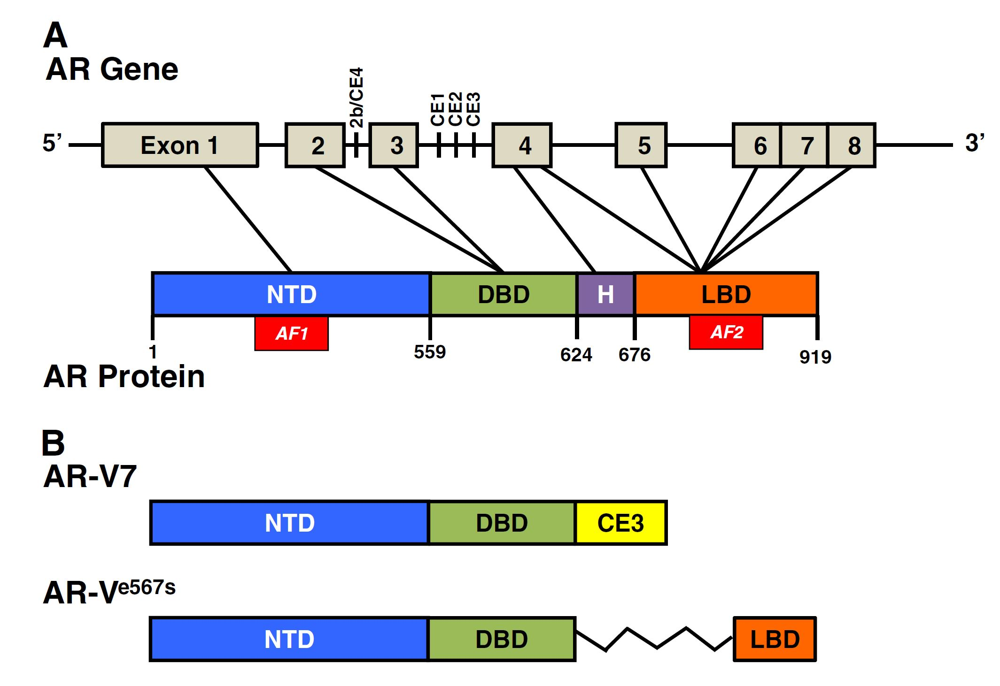 A
AR Gene
2b/CE4
CE1
CE2
CE3
5’
Exon 1
2
3
4
5
6
7
8
3’
NTD
DBD
H
LBD
AF1
AF2
1
559
624
676
919
AR Protein
B
AR-V7
NTD
DBD
CE3
AR-Ve567s
NTD
DBD
LBD